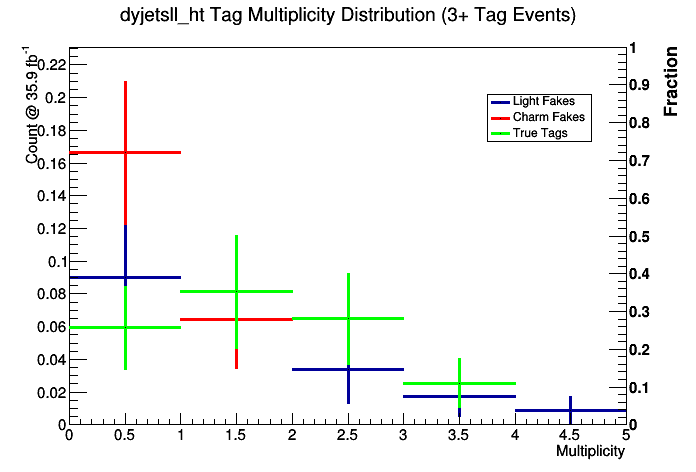 dyjetsll_ht Tag Multiplicity Distribution (3+ Tag Events)
Count @ 35.9 fb-1
0.22
0.2
0.18
0.16
0.14
0.12
0.1
0.08
0.06
0.04
0.02
0
Light Fakes
Charm Fakes
True Tags
1
0.9
0.8
0.7
0.6
0.5
0.4
0.3
0.2
0.1
0
Fraction
0 0.5 1 1.5 2 2.5 3 3.5 4 4.5 5
Multiplicity